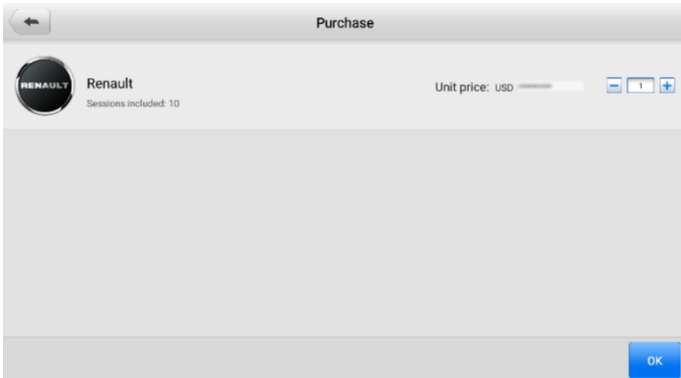 Purchase
RENAULT
Renault
Sessions included: 10
Unit price: USD
1
OK